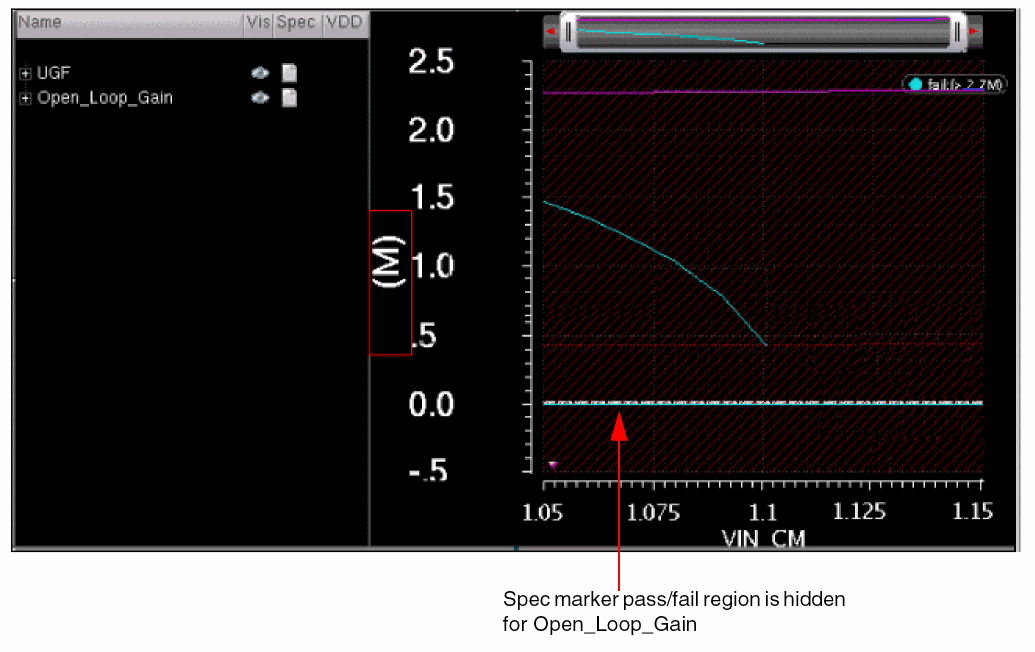 Name Vis Spec VDD
UGF
Open_Loop_Gain
2.5
2.0
1.5
1.0
.5
0.0
-.5
(M)
fail:(> 2.7M)
1.05 1.075 1.1 1.125 1.15
VIN_CM
Spec marker pass/fail region is hidden
for Open_Loop_Gain